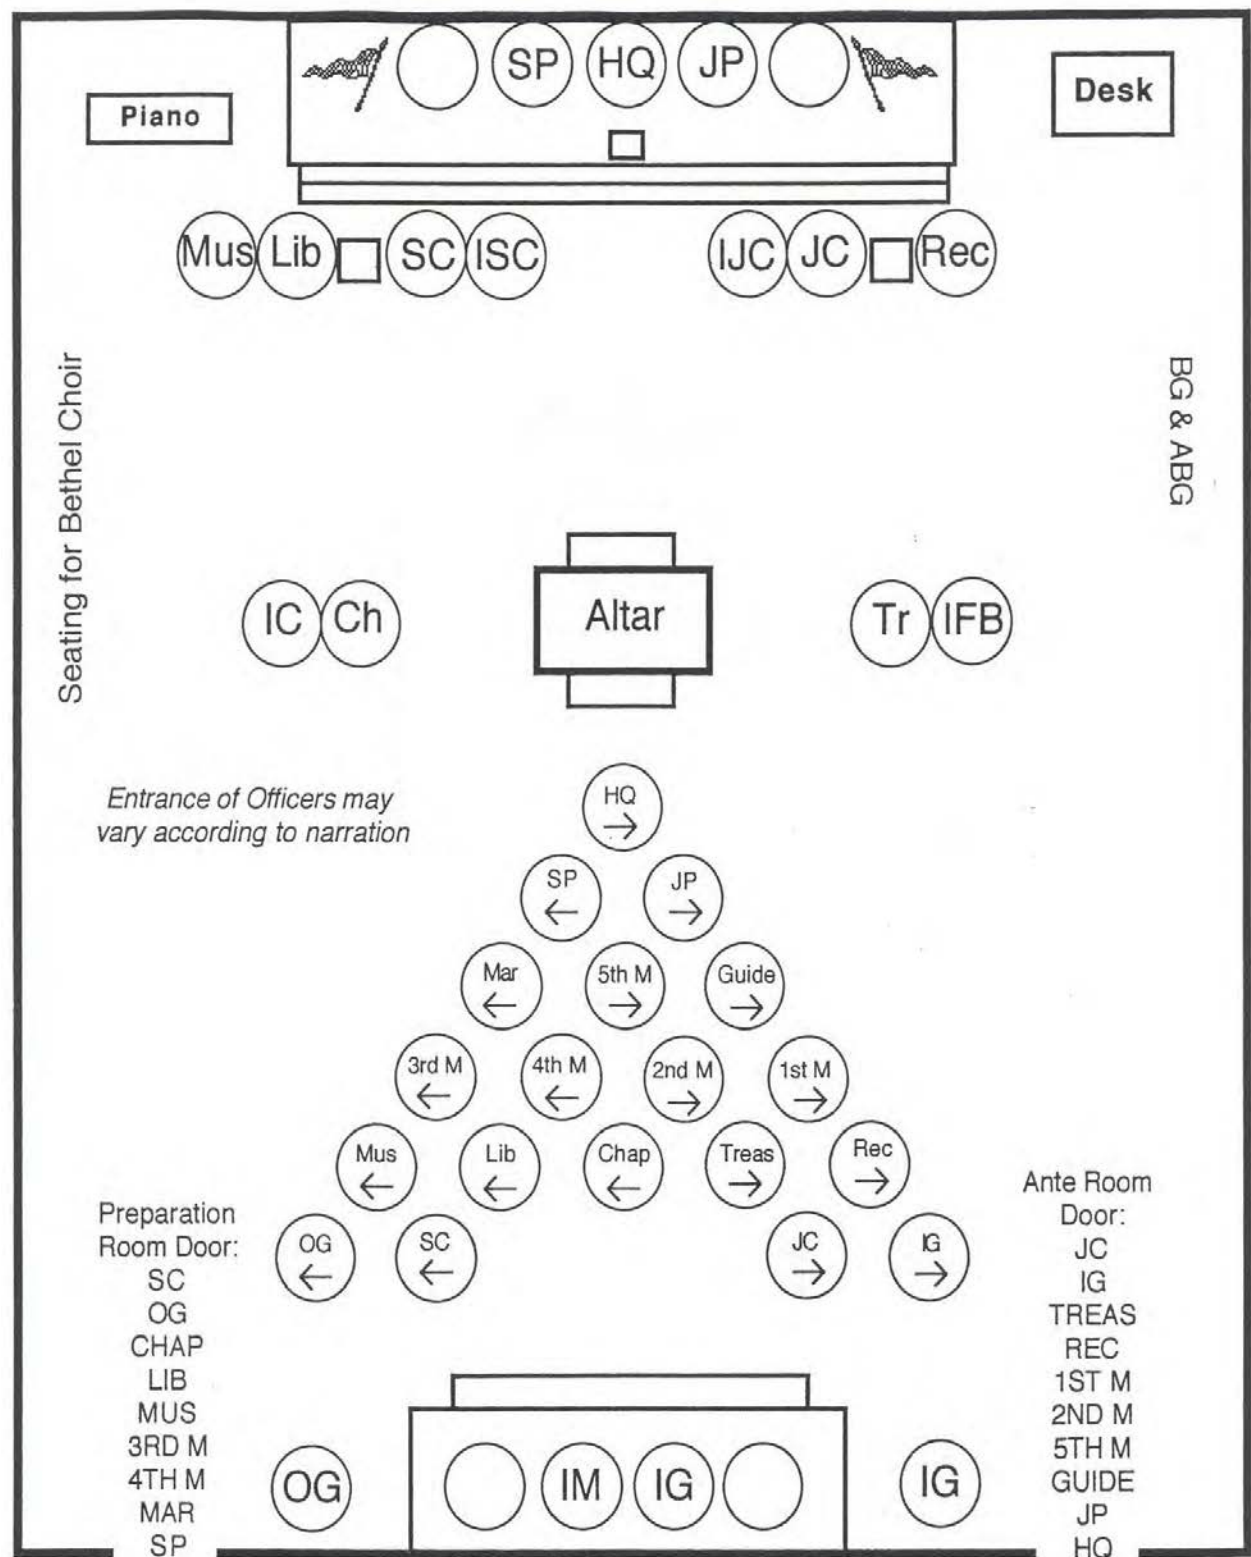 SP HQ JP
Piano
Desk
Mus Lib SC ISC IJC JC Rec
Seating for Bethel Choir
BG & ABG
IC Ch Altar Tr IFB
Entrance of Officers may
vary according to narration
HQ
SP JP
Mar 5th M Guide
3rd M 4th M 2nd M 1st M
Mus Lib Chap Treas Rec
OG SC JC IG
Preparation
Room Door:
SC
OG
CHAP
LIB
MUS
3RD M
4TH M
MAR
SP
Ante Room
Door:
JC
IG
TREAS
REC
1ST M
2ND M
5TH M
GUIDE
JP
HQ
OG IM IG IG